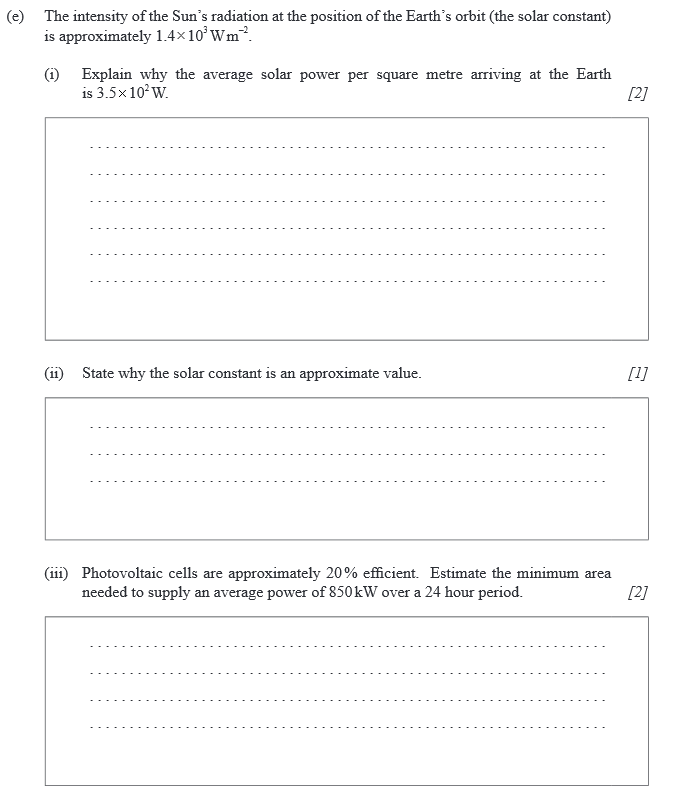 (e) The intensity of the Sun's radiation at the position of the Earth's orbit (the solar constant)
is approximately 1.4×10³ W m⁻².
(i) Explain why the average solar power per square metre arriving at the Earth
is 3.5×10² W. [2]
(ii) State why the solar constant is an approximate value. [1]
(iii) Photovoltaic cells are approximately 20% efficient. Estimate the minimum area
needed to supply an average power of 850 kW over a 24 hour period. [2]